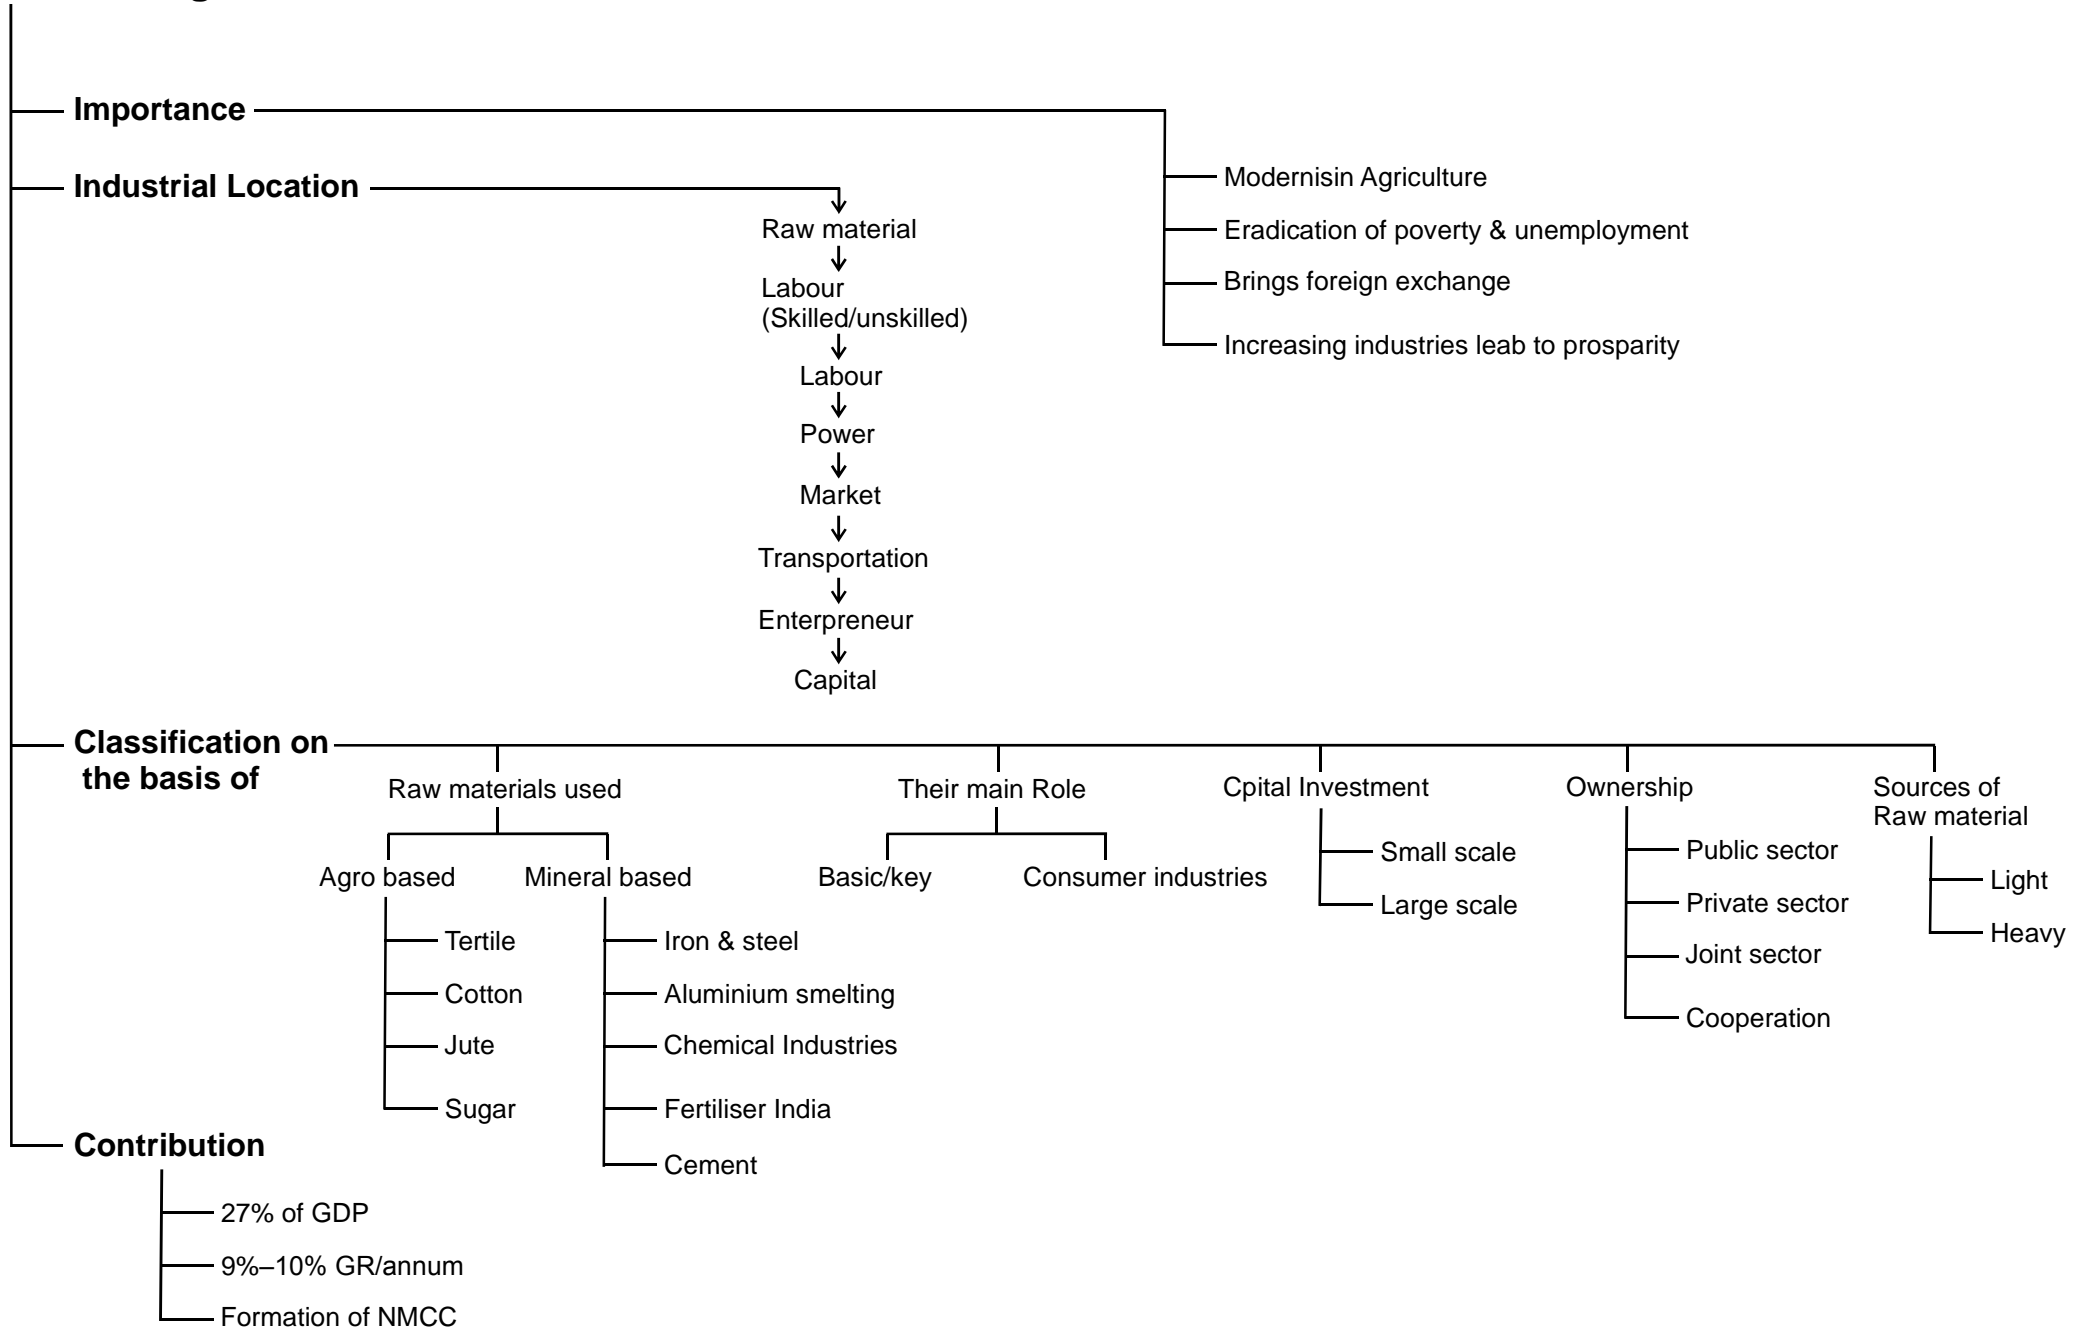 Importance
Modernisin Agriculture
Eradication of poverty & unemployment
Brings foreign exchange
Increasing industries leab to prosparity
Industrial Location
Raw material
Labour
(Skilled/unskilled)
Labour
Power
Market
Transportation
Enterpreneur
Capital
Classification on
the basis of
Raw materials used
Agro based
Tertile
Cotton
Jute
Sugar
Mineral based
Iron & steel
Aluminium smelting
Chemical Industries
Fertiliser India
Cement
Their main Role
Basic/key
Consumer industries
Cpital Investment
Small scale
Large scale
Ownership
Public sector
Private sector
Joint sector
Cooperation
Sources of
Raw material
Light
Heavy
Contribution
27% of GDP
9%–10% GR/annum
Formation of NMCC